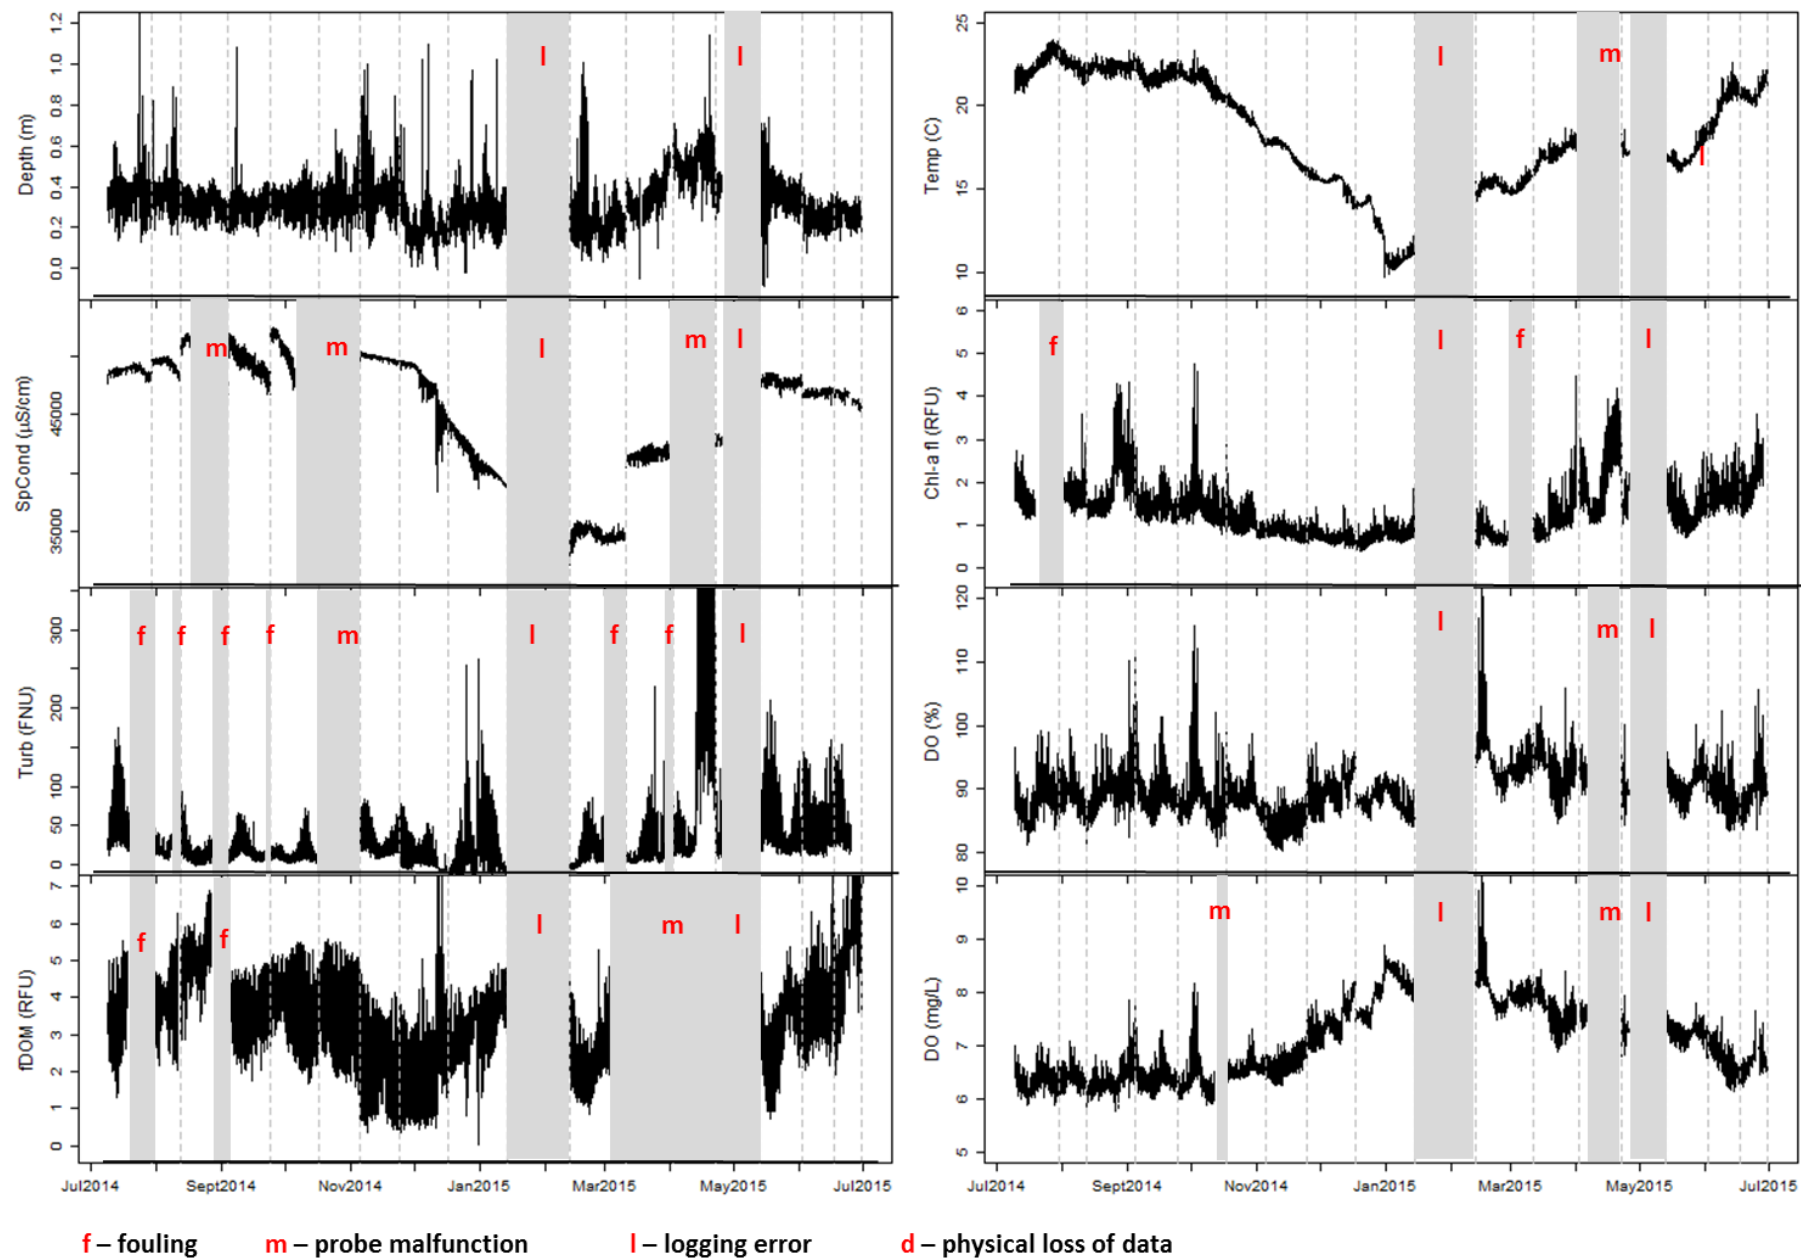 Depth (m)
0.0
0.2
0.4
0.6
0.8
1.0
1.2
l
l
Temp (C)
10
15
20
25
l
m
l
SpCond (µS/cm)
35000
45000
m
m
l
m
l
Chl-a fl (RFU)
0
1
2
3
4
5
6
f
l
f
l
Turb (FNU)
0
50
100
200
300
f
f
f
f
m
l
f
f
l
DO (%)
80
90
100
110
120
l
m
l
fDOM (RFU)
0
1
2
3
4
5
6
7
f
f
l
m
l
DO (mg/L)
5
6
7
8
9
10
m
l
m
l
Jul2014 Sept2014 Nov2014 Jan2015 Mar2015 May2015 Jul2015
Jul2014 Sept2014 Nov2014 Jan2015 Mar2015 May2015 Jul2015
f – fouling m – probe malfunction l – logging error d – physical loss of data